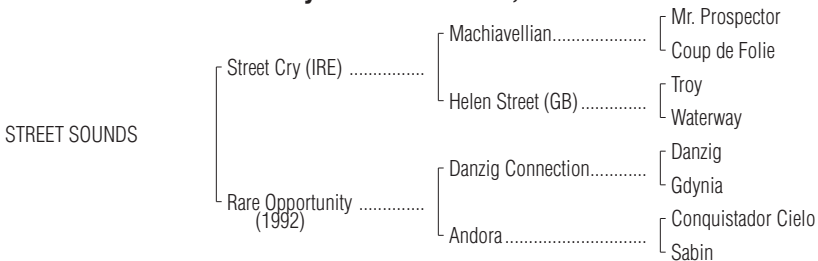 Mr. Prospector
Machiavellian.....................
Coup de Folie
Street Cry (IRE) ................
Troy
Helen Street (GB)..............
Waterway
STREET SOUNDS
Danzig
Danzig Connection............
Gdynia
Rare Opportunity ..............
(1992)
Conquistador Cielo
Andora...............................
Sabin